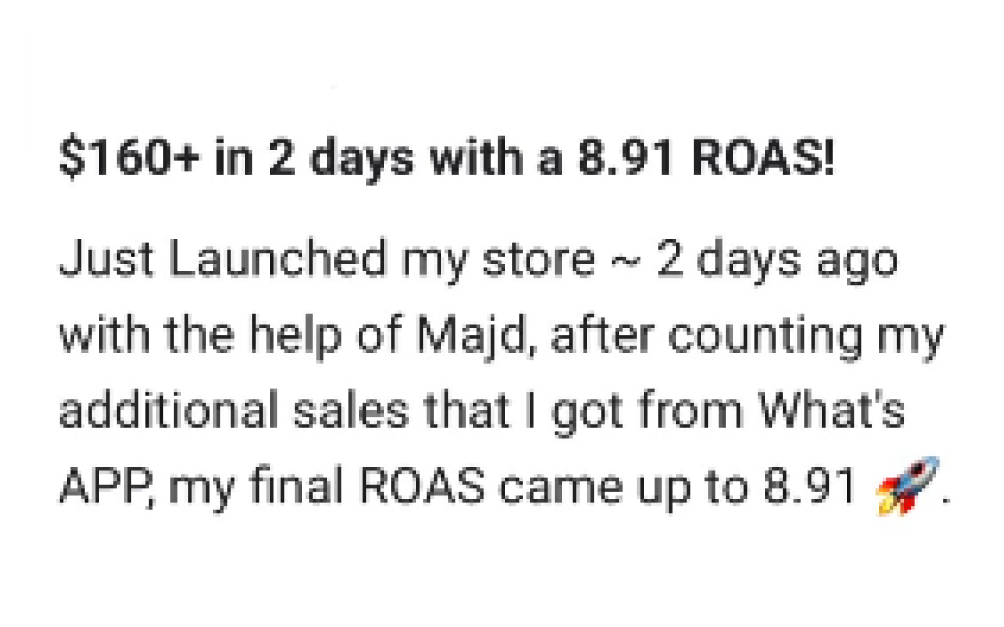 $160+ in 2 days with a 8.91 ROAS!
Just Launched my store ~ 2 days ago
with the help of Majd, after counting my
additional sales that I got from What's
APP, my final ROAS came up to 8.91 🚀.